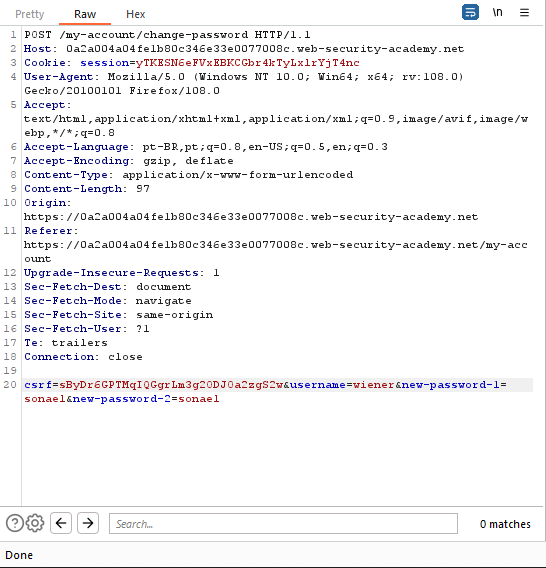 Pretty Raw Hex \n
1 POST /my-account/change-password HTTP/1.1
2 Host: 0a2a004a04fe1b80c346e33e0077008c.web-security-academy.net
3 Cookie: session=yTKESN6eFVxEBKCGbr4kTyLxlrYjT4nc
4 User-Agent: Mozilla/5.0 (Windows NT 10.0; Win64; x64; rv:108.0)
Gecko/20100101 Firefox/108.0
5 Accept:
text/html,application/xhtml+xml,application/xml;q=0.9,image/avif,image/w
ebp,*/*;q=0.8
6 Accept-Language: pt-BR,pt;q=0.8,en-US;q=0.5,en;q=0.3
7 Accept-Encoding: gzip, deflate
8 Content-Type: application/x-www-form-urlencoded
9 Content-Length: 97
10 Origin:
https://0a2a004a04fe1b80c346e33e0077008c.web-security-academy.net
11 Referer:
https://0a2a004a04fe1b80c346e33e0077008c.web-security-academy.net/my-acc
ount
12 Upgrade-Insecure-Requests: 1
13 Sec-Fetch-Dest: document
14 Sec-Fetch-Mode: navigate
15 Sec-Fetch-Site: same-origin
16 Sec-Fetch-User: ?1
17 Te: trailers
18 Connection: close
19
20 csrf=sByDr6GPTMqIQGgrLm3g20DJ0a2zgS2w&username=wiener&new-password-1=
sonael&new-password-2=sonael
Search... 0 matches
Done